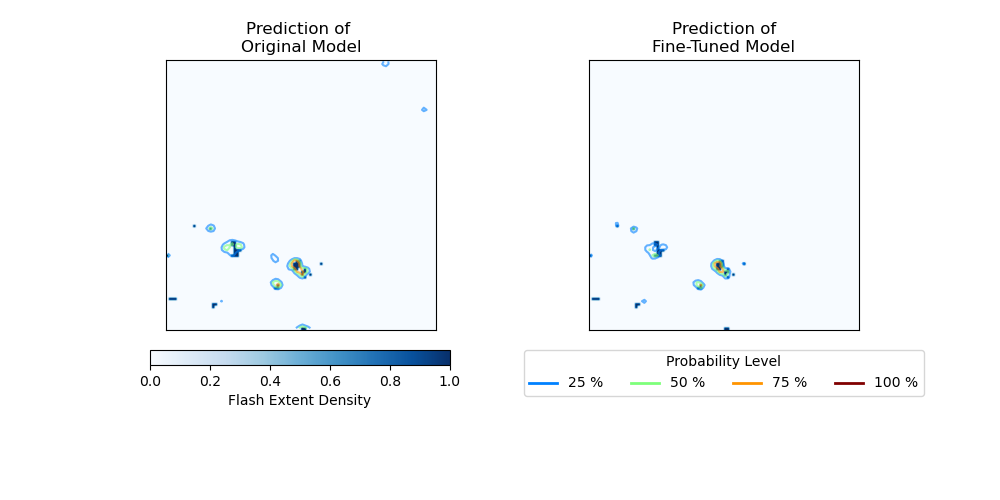 Prediction of
Original Model
Prediction of
Fine-Tuned Model
0.0 0.2 0.4 0.6 0.8 1.0
Flash Extent Density
Probability Level
25 % 50 % 75 % 100 %